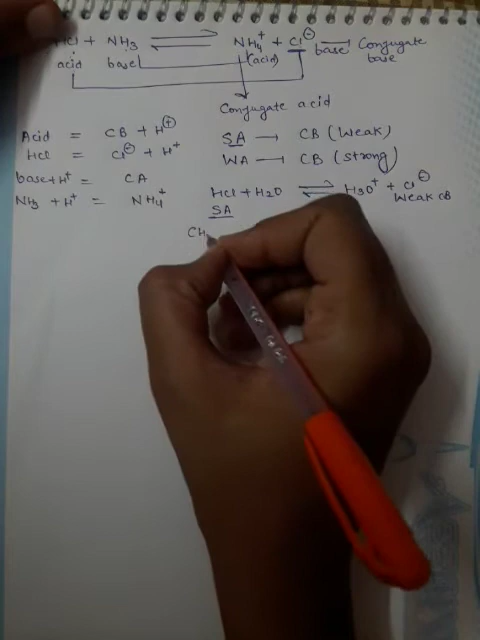 HCl + NH3 ⇌ NH4+ + Cl⊖ base → Conjugate base
acid base (acid)
Conjugate acid
Acid = CB + H⊕
HCl = Cl⊖ + H+
base + H+ = CA
NH3 + H+ = NH4+
SA → CB (Weak)
WA → CB (strong)
HCl + H2O ⇌ H3O+ + Cl⊖
SA Weak CB
CH